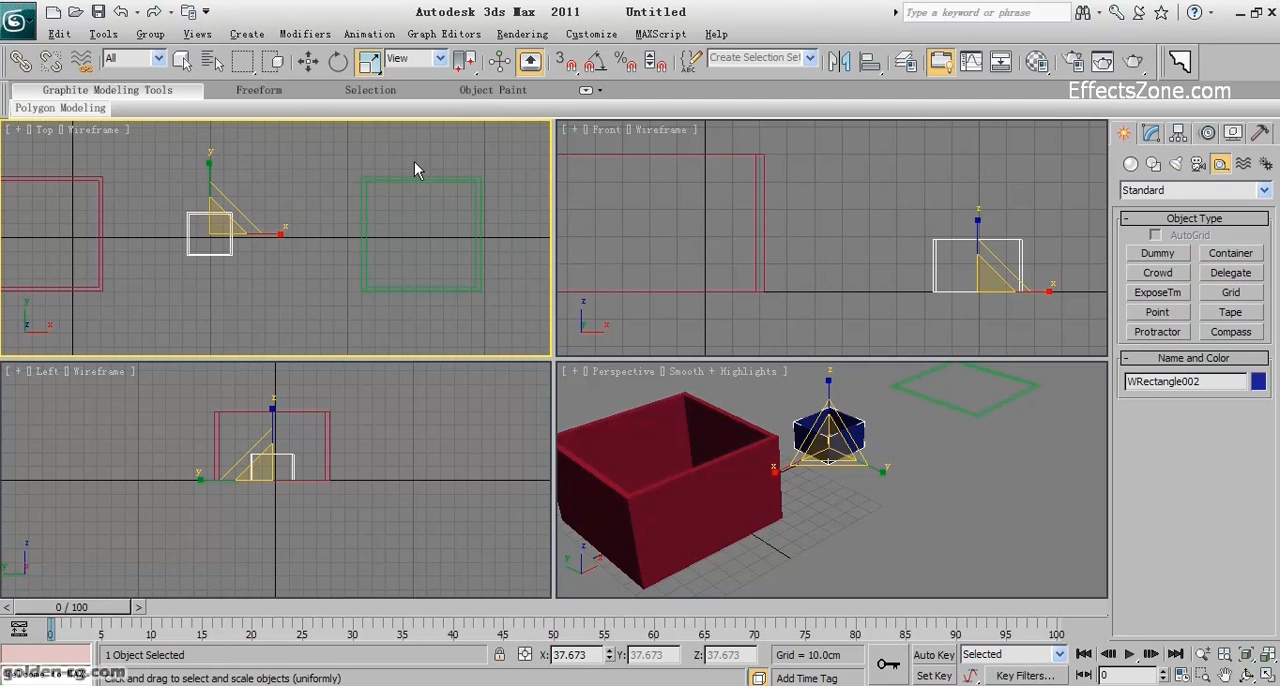 Autodesk 3ds Max 2011 Untitled
Type a keyword or phrase
Edit Tools Group Views Create Modifiers Animation Graph Editors Rendering Customize MAXScript Help
All View 3 ABC Create Selection Set
Graphite Modeling Tools Freeform Selection Object Paint
EffectsZone.com
Polygon Modeling
[ + [] Top [] Wireframe ]
[ + [] Front [] Wireframe ]
y
x
y
z x
z
x
z
y x
Standard
- Object Type
AutoGrid
Dummy Container
Crowd Delegate
ExposeTm Grid
Point Tape
Protractor Compass
- Name and Color
WRectangle002
[ + [] Left [] Wireframe ]
[ + [] Perspective [] Smooth + Highlights ]
z
y
z
y x
z
x y
z
y x
< 0 / 100 >
0 5 10 15 20 25 30 35 40 45 50 55 60 65 70 75 80 85 90 95 100
1 Object Selected X: 37.673 Y: 37.673 Z: 37.673 Grid = 10.0cm Auto Key Selected
golden-rg.com
Click and drag to select and scale objects (uniformly) Add Time Tag Set Key Key Filters... 0